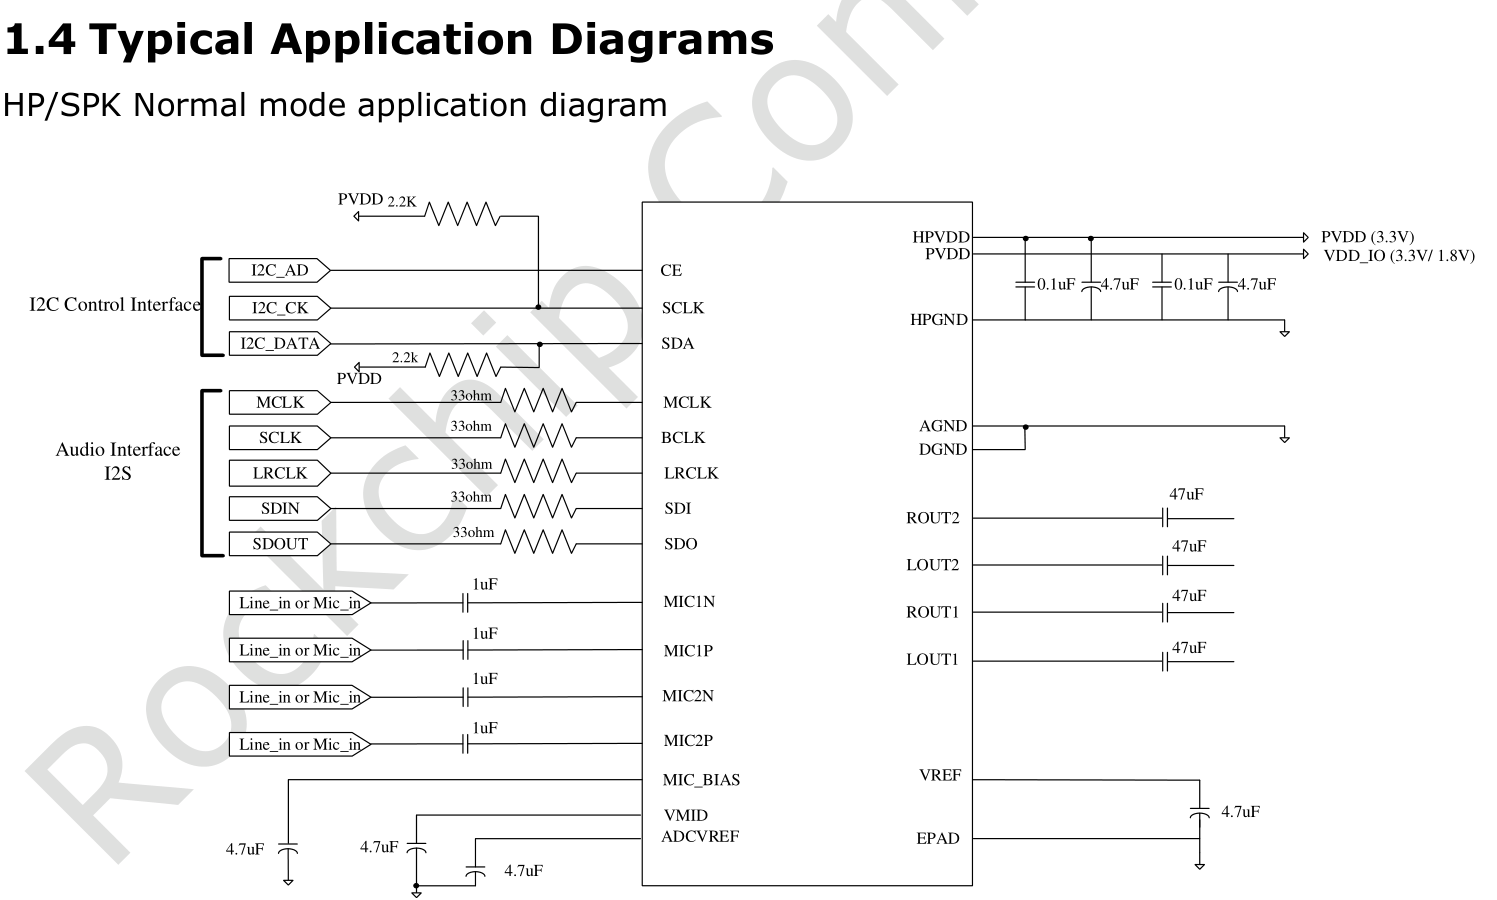 1.4 Typical Application Diagrams
HP/SPK Normal mode application diagram
PVDD 2.2K
I2C Control Interface
I2C_AD
I2C_CK
I2C_DATA
2.2k
PVDD
Audio Interface
I2S
MCLK
33ohm
SCLK
33ohm
LRCLK
33ohm
SDIN
33ohm
SDOUT
33ohm
Line_in or Mic_in
1uF
Line_in or Mic_in
1uF
Line_in or Mic_in
1uF
Line_in or Mic_in
1uF
4.7uF
4.7uF
4.7uF
CE
SCLK
SDA
MCLK
BCLK
LRCLK
SDI
SDO
MIC1N
MIC1P
MIC2N
MIC2P
MIC_BIAS
VMID
ADCVREF
HPVDD
PVDD
HPGND
AGND
DGND
ROUT2
LOUT2
ROUT1
LOUT1
VREF
EPAD
PVDD (3.3V)
VDD_IO (3.3V/ 1.8V)
0.1uF
4.7uF
0.1uF
4.7uF
47uF
47uF
47uF
47uF
4.7uF
Rockchip Con